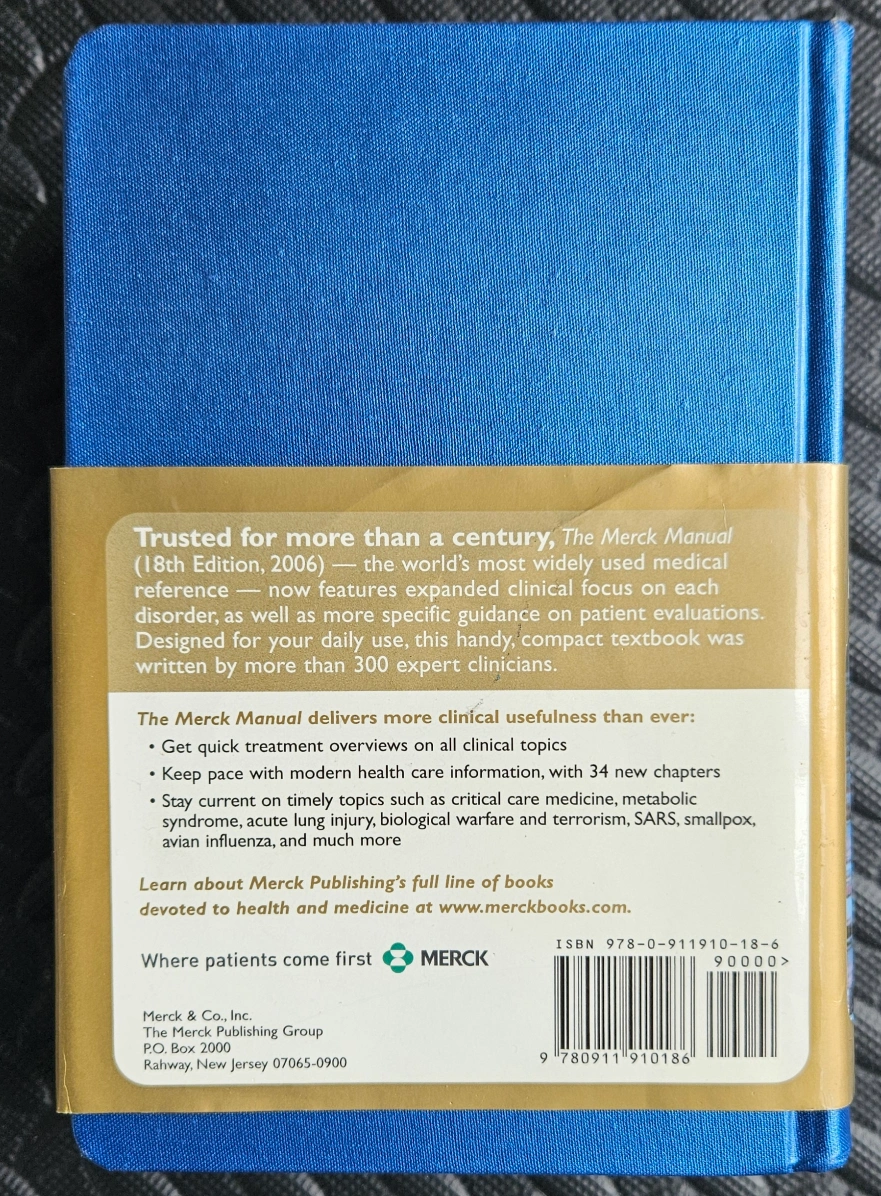 Trusted for more than a century, The Merck Manual
(18th Edition, 2006) — the world's most widely used medical
reference — now features expanded clinical focus on each
disorder, as well as more specific guidance on patient evaluations.
Designed for your daily use, this handy, compact textbook was
written by more than 300 expert clinicians.
The Merck Manual delivers more clinical usefulness than ever:
• Get quick treatment overviews on all clinical topics
• Keep pace with modern health care information, with 34 new chapters
• Stay current on timely topics such as critical care medicine, metabolic
syndrome, acute lung injury, biological warfare and terrorism, SARS, smallpox,
avian influenza, and much more
Learn about Merck Publishing's full line of books
devoted to health and medicine at www.merckbooks.com.
Where patients come first MERCK
Merck & Co., Inc.
The Merck Publishing Group
P.O. Box 2000
Rahway, New Jersey 07065-0900
ISBN 978-0-911910-18-6
90000>
9 780911 910186